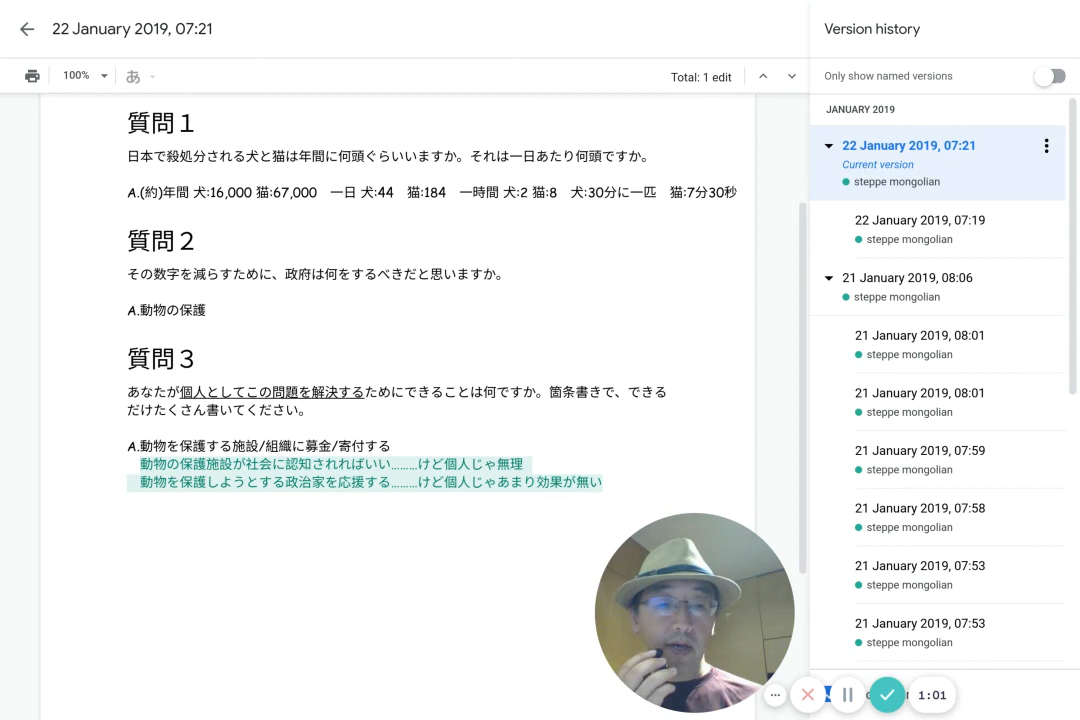 22 January 2019, 07:21
Version history
100%
あ
Total: 1 edit
Only show named versions
質問１
日本で殺処分される犬と猫は年間に何頭ぐらいいますか。それは一日あたり何頭ですか。
A.(約)年間 犬:16,000 猫:67,000　一日 犬:44　猫:184　一時間 犬:2 猫:8　犬:30分に一匹　猫:7分30秒
質問２
その数字を減らすために、政府は何をするべきだと思いますか。
A.動物の保護
質問３
あなたが個人としてこの問題を解決するためにできることは何ですか。箇条書きで、できる
だけたくさん書いてください。
A.動物を保護する施設/組織に募金/寄付する
動物の保護施設が社会に認知されればいい………けど個人じゃ無理
動物を保護しようとする政治家を応援する………けど個人じゃあまり効果が無い
JANUARY 2019
22 January 2019, 07:21
Current version
steppe mongolian
22 January 2019, 07:19
steppe mongolian
21 January 2019, 08:06
steppe mongolian
21 January 2019, 08:01
steppe mongolian
21 January 2019, 08:01
steppe mongolian
21 January 2019, 07:59
steppe mongolian
21 January 2019, 07:58
steppe mongolian
21 January 2019, 07:53
steppe mongolian
21 January 2019, 07:53
steppe mongolian
1:01